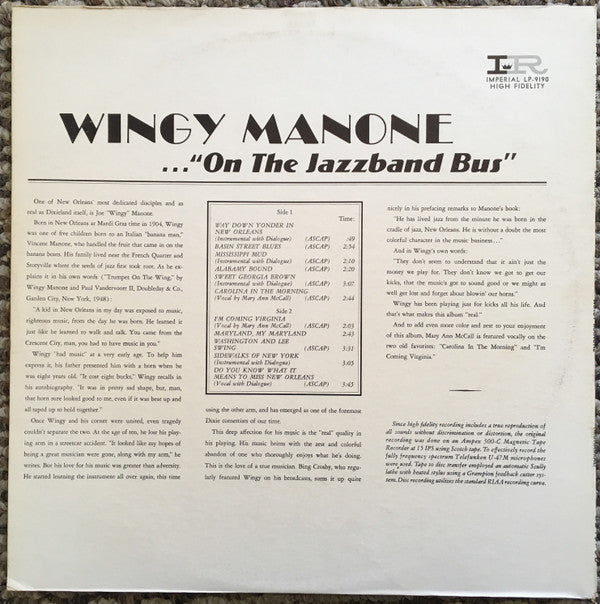 IR
IMPERIAL LP-9190
HIGH FIDELITY
WINGY MANONE
..."On The Jazzband Bus"
One of New Orleans' most dedicated disciples and as
real as Dixieland itself, is Joe "Wingy" Manone.
Born in New Orleans at Mardi Gras time in 1904, Wingy
was one of five children born to an Italian "banana man,"
Vincent Manone, who handled the fruit that came in on the
banana boats. His family lived near the French Quarter and
Storyville where the seeds of jazz first took root. As he ex-
plains it in his own words ("Trumpet On The Wing," by
Wingy Manone and Paul Vandervoort II, Doubleday & Co.,
Garden City, New York, 1948):
"A kid in New Orleans in my day was exposed to music,
righteous music, from the day he was born. He learned it
just like he learned to walk and talk. You came from the
Crescent City, man, you had to have music in you."
Wingy "had music" at a very early age. To help him
express it, his father presented him with a horn when he
was eight years old. "It cost eight bucks," Wingy recalls in
his autobiography. "It was in pretty sad shape, but, man,
that horn sure looked good to me, even if it was beat up and
all taped up to hold together."
Once Wingy and his cornet were united, even tragedy
couldn't separate the two. At the age of ten, he lost his play-
ing arm in a streetcar accident. "It looked like my hopes of
being a great musician were gone, along with my arm," he
writes. But his love for his music was greater than adversity.
He started learning the instrument all over again, this time
Side 1
Time:
WAY DOWN YONDER IN
NEW ORLEANS
(Instrumental with Dialogue) (ASCAP) :49
BASIN STREET BLUES (ASCAP) 2:54
MISSISSIPPI MUD
(Instrumental with Dialogue) (ASCAP) 2:10
ALABAMY BOUND (ASCAP) 2:20
SWEET GEORGIA BROWN
(Instrumental with Dialogue) (ASCAP) 3:07
CAROLINA IN THE MORNING
(Vocal by Mary Ann McCall) (ASCAP) 2:44
Side 2
I'M COMING VIRGINIA
(Vocal by Mary Ann McCall) (ASCAP) 2:03
MARYLAND, MY MARYLAND (ASCAP) 2:43
WASHINGTON AND LEE
SWING (ASCAP) 3:31
SIDEWALKS OF NEW YORK
(Instrumental with Dialogue) 3:05
DO YOU KNOW WHAT IT
MEANS TO MISS NEW ORLEANS
(Vocal with Dialogue) (ASCAP) 3:45
using the other arm, and has emerged as one of the foremost
Dixie cornetists of our time.
This deep affection for his music is the "real" quality in
his playing. His music brims with the zest and colorful
abandon of one who thoroughly enjoys what he's doing.
This is the love of a true musician. Bing Crosby, who regu-
larly featured Wingy on his broadcasts, sums it up quite
nicely in his prefacing remarks to Manone's book:
"He has lived jazz from the minute he was born in the
cradle of jazz, New Orleans. He is without a doubt the most
colorful character in the music business..."
And in Wingy's own words:
"They don't seem to understand that it ain't just the
money we play for. They don't know we got to get our
kicks, that the music's got to sound good or we might as
well get lost and forget about blowin' our horns."
Wingy has been playing just for kicks all his life. And
that's what makes this album "real."
And to add even more color and zest to your enjoyment
of this album, Mary Ann McCall is featured vocally on the
two old favorites: "Carolina In The Morning" and "I'm
Coming Virginia."
Since high fidelity recording includes a true reproduction of
all sounds without discrimination or distortion, the original
recording was done on an Ampex 300-C Magnetic Tape
Recorder at 15 IPS using Scotch tape. To effectively record the
fully frequency spectrum Telefunken U-47M microphones
were used. Tape to disc transfer employed an automatic Scully
lathe with heated stylus using a Grampion feedback cutter sys-
tem. Disc recording utilizes the standard RIAA recording curve.